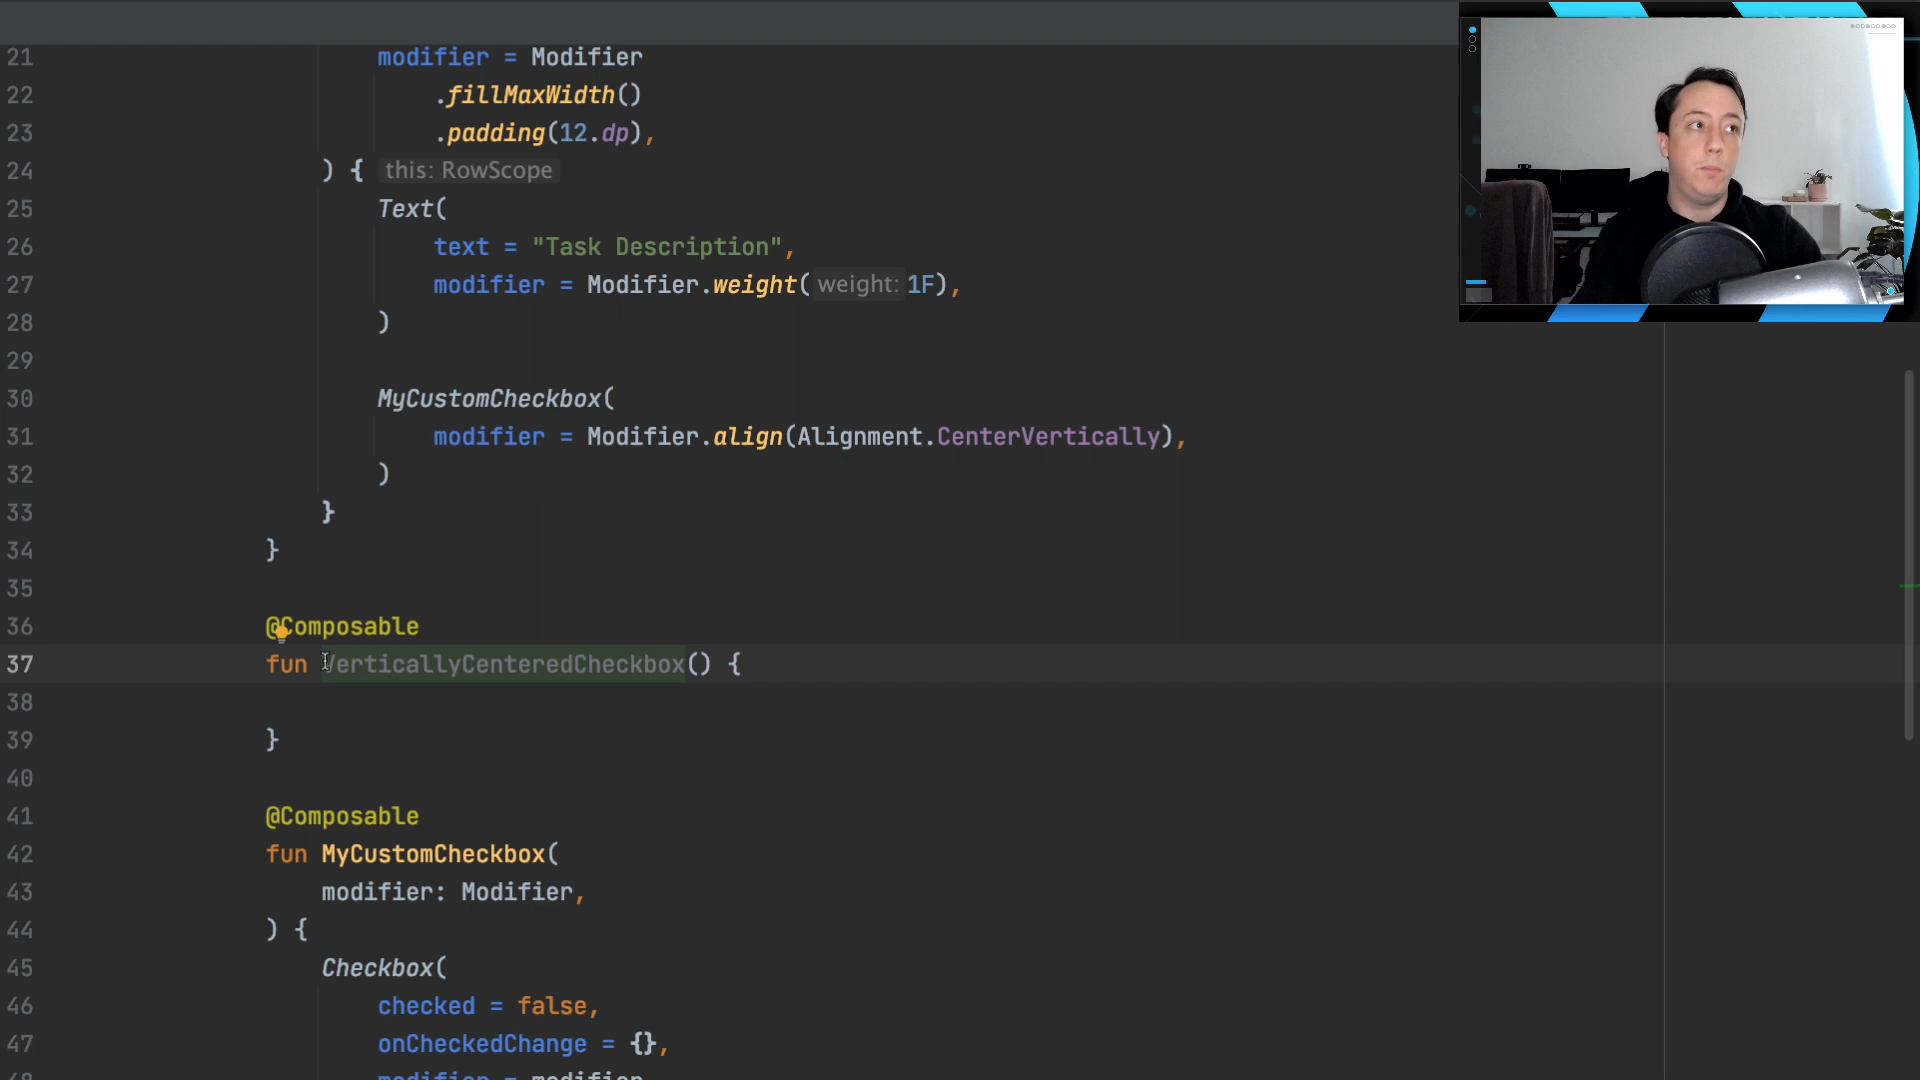 21 modifier = Modifier
22 .fillMaxWidth()
23 .padding(12.dp),
24 ) { this: RowScope
25 Text(
26 text = "Task Description",
27 modifier = Modifier.weight( weight: 1F),
28 )
29
30 MyCustomCheckbox(
31 modifier = Modifier.align(Alignment.CenterVertically),
32 )
33 }
34 }
35
36 @Composable
37 fun VerticallyCenteredCheckbox() {
38
39 }
40
41 @Composable
42 fun MyCustomCheckbox(
43 modifier: Modifier,
44 ) {
45 Checkbox(
46 checked = false,
47 onCheckedChange = {},
48 modifier = modifier